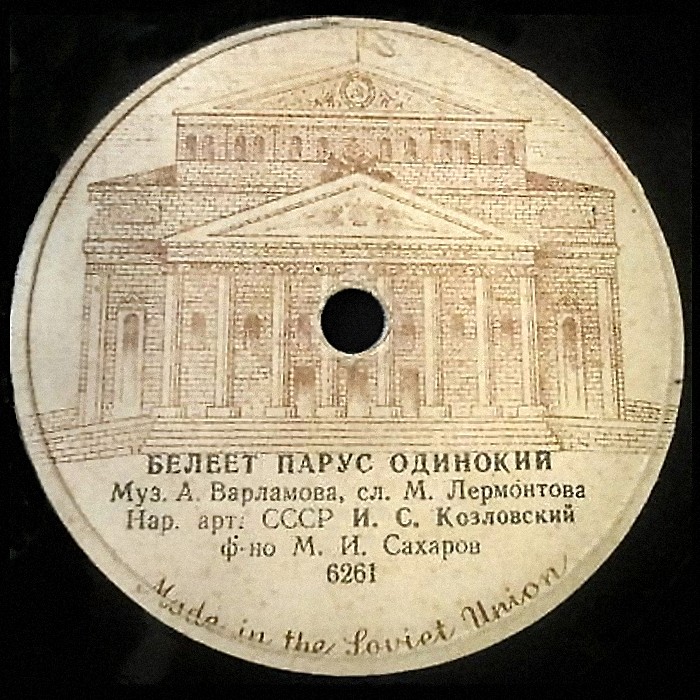 БЕЛЕЕТ ПАРУС ОДИНОКИЙ
Муз. А. Варламова, сл. М. Лермонтова
Нар. арт. СССР И. С. Козловский
ф-но М. И. Сахаров
6261
Made in the Soviet Union